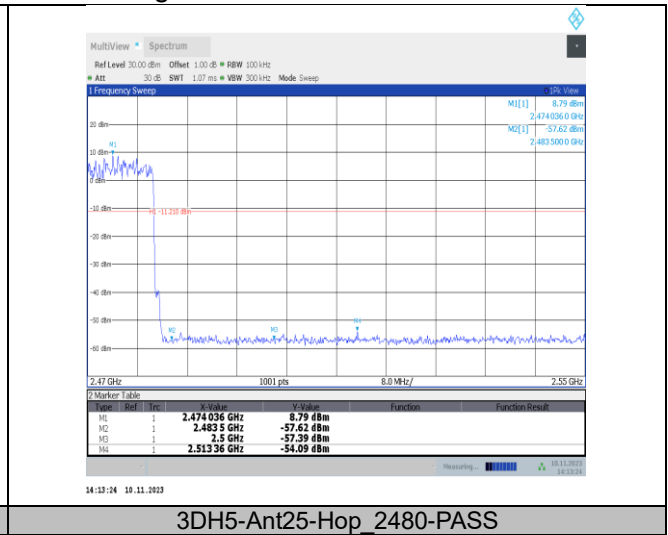 MultiView Spectrum
Ref Level 30.00 dBm Offset 1.00 dB RBW 100 kHz
Att 30 dB SWT 1.07 ms VBW 300 kHz Mode Sweep
1 Frequency Sweep 1Pk View
M1[1] 8.79 dBm
2.474 036 0 GHz
M2[1] -57.62 dBm
2.483 500 0 GHz
20 dBm
M1
10 dBm
0 dBm
-10 dBm
H1 -11.210 dBm
-20 dBm
-30 dBm
-40 dBm
-50 dBm
M2 M3 M4
-60 dBm
2.47 GHz 1001 pts 8.0 MHz/ 2.55 GHz
2 Marker Table
Type Ref Trc X-Value Y-Value Function Function Result
M1 1 2.474 036 GHz 8.79 dBm
M2 1 2.483 5 GHz -57.62 dBm
M3 1 2.5 GHz -57.39 dBm
M4 1 2.513 36 GHz -54.09 dBm
Measuring... 10.11.2023
14:13:24
14:13:24 10.11.2023
3DH5-Ant25-Hop_2480-PASS